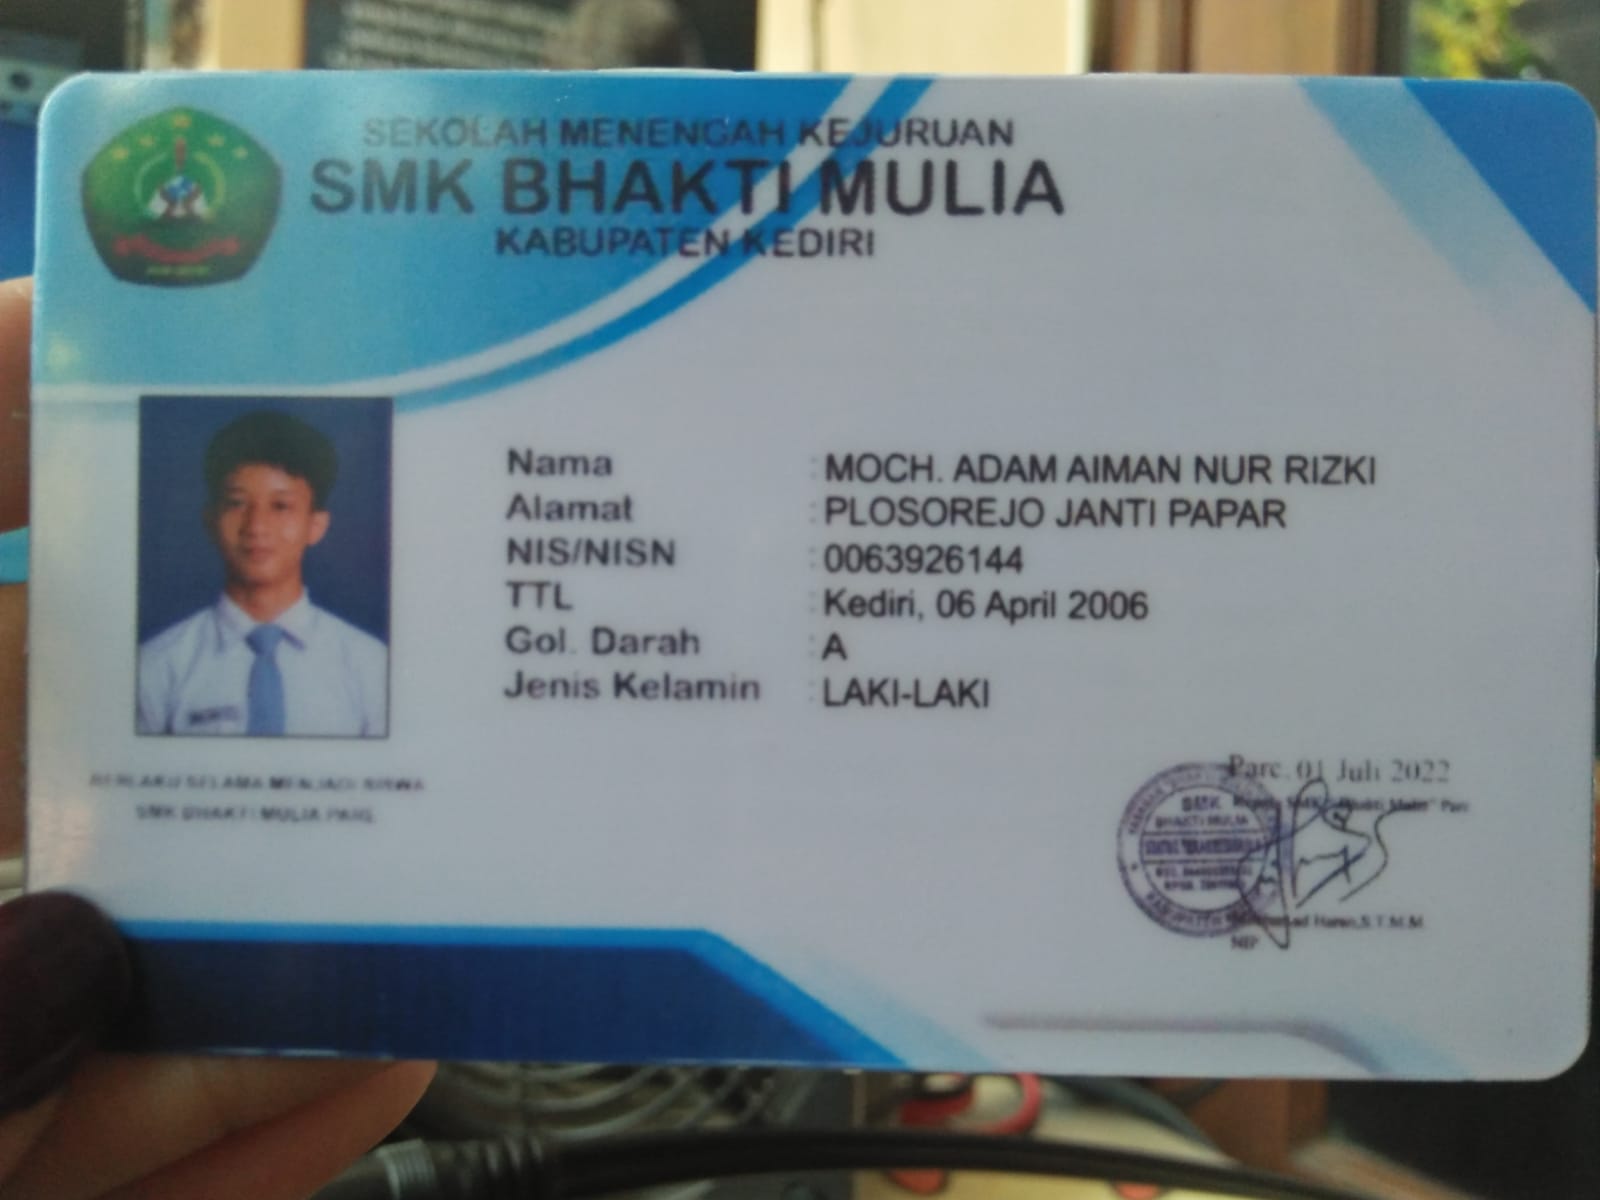 SEKOLAH MENENGAH KEJURUAN
SMK BHAKTI MULIA
KABUPATEN KEDIRI
Nama : MOCH. ADAM AIMAN NUR RIZKI
Alamat : PLOSOREJO JANTI PAPAR
NIS/NISN : 0063926144
TTL : Kediri, 06 April 2006
Gol. Darah : A
Jenis Kelamin : LAKI-LAKI
BERLAKU SELAMA MENJADI SISWA
SMK BHAKTI MULIA PARE
Pare, 01 Juli 2022
SMK "Bhakti Mulia" Pare
SMK
BHAKTI MULIA
KABUPATEN
S.T.M.M.
NIP